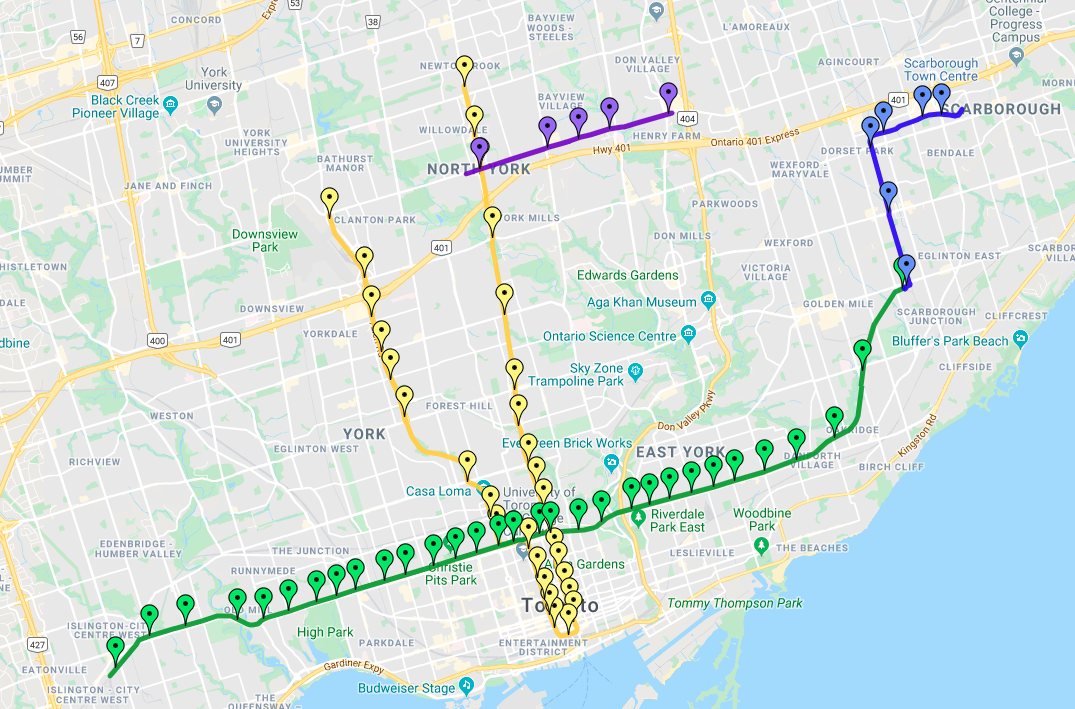 CONCORD
53
56
7
38
407
BAYVIEW
WOODS -
STEELES
L'AMOREAUX
Centennial
College -
Progress
Campus
NEWTONBROOK
DON VALLEY
VILLAGE
AGINCOURT
Scarborough
Town Centre
York
University
Black Creek
Pioneer Village
BAYVIEW
VILLAGE
401
SCARBOROUGH
404
YORK
UNIVERSITY
HEIGHTS
WILLOWDALE
HENRY FARM
Ontario 401 Express
Hwy 401
DORSET PARK
BENDALE
BATHURST
MANOR
NORTH YORK
WEXFORD -
MARYVALE
JANE AND FINCH
PARKWOODS
CLANTON PARK
YORK MILLS
Downsview
Park
401
DON MILLS
WEXFORD
EGLINTON EAST
VICTORIA
VILLAGE
Edwards Gardens
Aga Khan Museum
GOLDEN MILE
DOWNSVIEW
SCARBOROUGH
JUNCTION
CLIFFCREST
400
401
YORKDALE
Ontario Science Centre
Bluffer's Park Beach
Sky Zone
Trampoline Park
CLIFFSIDE
FOREST HILL
Don Valley Pkwy
WESTON
YORK
Evergreen Brick Works
OAKRIDGE
Kingston Rd
EGLINTON WEST
EAST YORK
DANFORTH
VILLAGE
RICHVIEW
BIRCH CLIFF
Casa Loma
University of
Toronto
Riverdale
Park East
Woodbine
Park
EDENBRIDGE -
HUMBER VALLEY
THE JUNCTION
LESLIEVILLE
THE BEACHES
RUNNYMEDE
Christie
Pits Park
Allan Gardens
OLD MILL
Toronto
Tommy Thompson Park
ISLINGTON-CITY
CENTRE WEST
High Park
PARKDALE
ENTERTAINMENT
DISTRICT
427
EATONVILLE
Gardiner Expy
ISLINGTON - CITY
CENTRE WEST
Budweiser Stage
THE
QUEENSWAY -